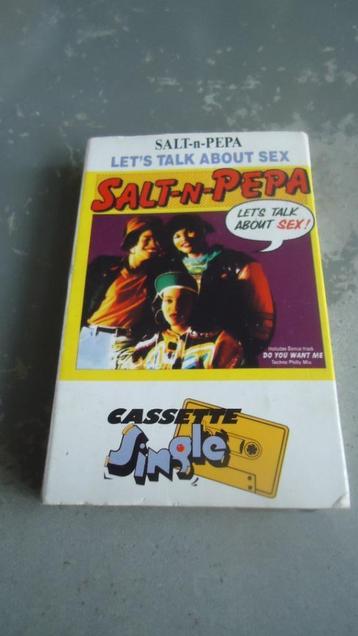 SALT-n-PEPA
LET'S TALK ABOUT SEX
SALT-N-PEPA
LET'S TALK
ABOUT SEX!
Includes Bonus track
DO YOU WANT ME
Techno Philly Mix
CASSETTE
Single